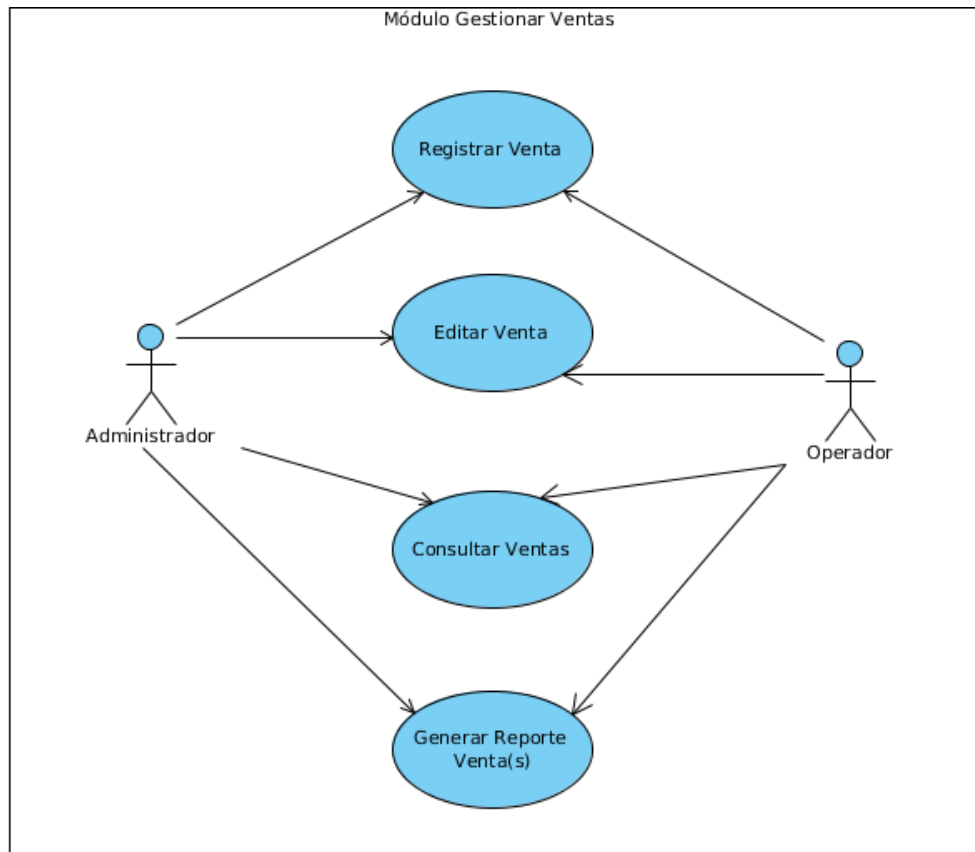 Módulo Gestionar Ventas
Registrar Venta
Editar Venta
Administrador
Operador
Consultar Ventas
Generar Reporte
Venta(s)